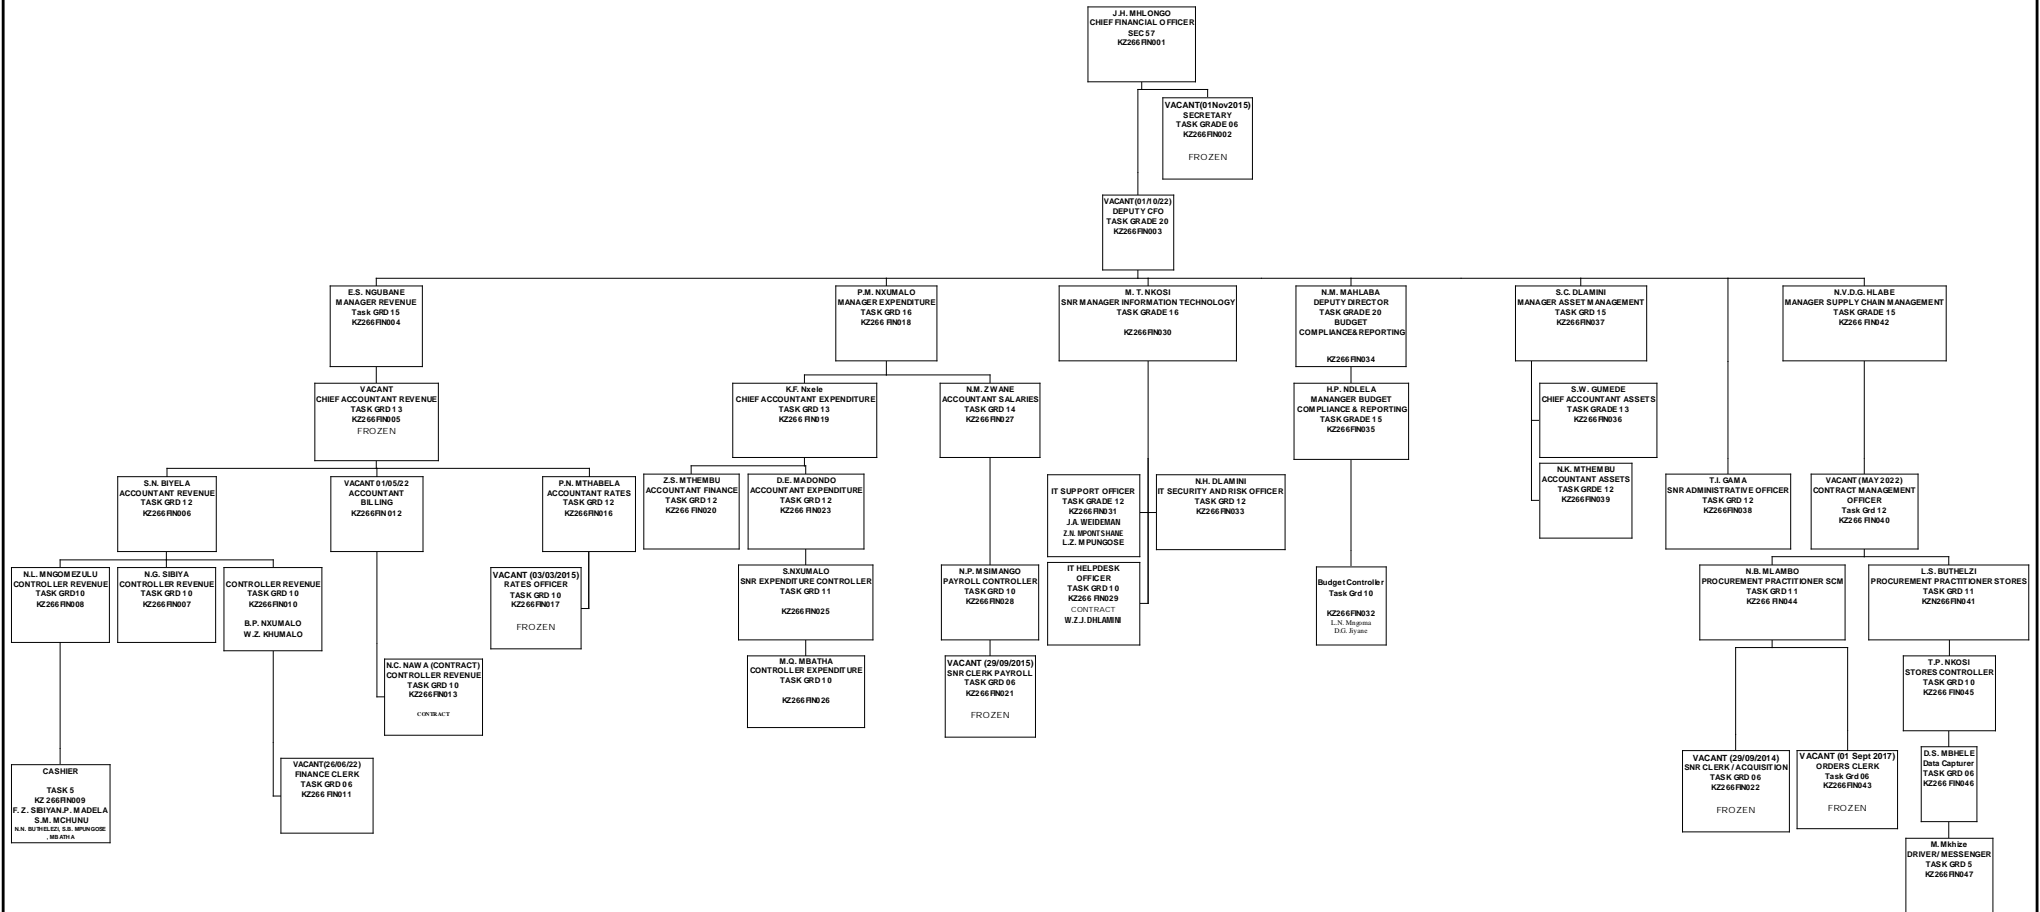 J.H. MHLONGO
CHIEF FINANCIAL OFFICER
SEC 57
KZ266FIN001
VACANT(01Nov2015)
SECRETARY
TASK GRADE 06
KZ266FIN002
FROZEN
VACANT(01/10/22)
DEPUTY CFO
TASK GRADE 20
KZ266FIN003
E.S. NGUBANE
MANAGER REVENUE
Task GRD 15
KZ266FIN004
P.M. NXUMALO
MANAGER EXPENDITURE
TASK GRD 16
KZ266 FIN018
M. T. NKOSI
SNR MANAGER INFORMATION TECHNOLOGY
TASK GRADE 16
KZ266FIN030
N.M. MAHLABA
DEPUTY DIRECTOR
TASK GRADE 20
BUDGET
COMPLIANCE&REPORTING
KZ266FIN034
S.C. DLAMINI
MANAGER ASSET MANAGEMENT
TASK GRD 15
KZ266FIN037
N.V.D.G. HLABE
MANAGER SUPPLY CHAIN MANAGEMENT
TASK GRADE 15
KZ266 FIN042
VACANT
CHIEF ACCOUNTANT REVENUE
TASK GRD 13
KZ266FIN005
FROZEN
K.F. Nxele
CHIEF ACCOUNTANT EXPENDITURE
TASK GRD 13
KZ266 FIN019
N.M. ZWANE
ACCOUNTANT SALARIES
TASK GRD 14
KZ266FIN027
H.P. NDLELA
MANANGER BUDGET
COMPLIANCE & REPORTING
TASK GRADE 15
KZ266FIN035
S.W. GUMEDE
CHIEF ACCOUNTANT ASSETS
TASK GRADE 13
KZ266FIN036
S.N. BIYELA
ACCOUNTANT REVENUE
TASK GRD 12
KZ266FIN006
VACANT 01/05/22
ACCOUNTANT
BILLING
KZ266FIN012
P.N. MTHABELA
ACCOUNTANT RATES
TASK GRD 12
KZ266FIN016
Z.S. MTHEMBU
ACCOUNTANT FINANCE
TASK GRD 12
KZ266 FIN020
D.E. MADONDO
ACCOUNTANT EXPENDITURE
TASK GRD 12
KZ266 FIN023
IT SUPPORT OFFICER
TASK GRADE 12
KZ266FIN031
J.A. WEIDEMAN
Z.N. MPONTSHANE
L.Z. MPUNGOSE
N.H. DLAMINI
IT SECURITY AND RISK OFFICER
TASK GRD 12
KZ266FIN033
N.K. MTHEMBU
ACCOUNTANT ASSETS
TASK GRDE 12
KZ266FIN039
T.I. GAMA
SNR ADMINISTRATIVE OFFICER
TASK GRD 12
KZ266FIN038
VACANT (MAY 2022)
CONTRACT MANAGEMENT
OFFICER
Task Grd 12
KZ266 FIN040
N.L. MNGOMEZULU
CONTROLLER REVENUE
TASK GRD10
KZ266FIN008
N.G. SIBIYA
CONTROLLER REVENUE
TASK GRD 10
KZ266FIN007
CONTROLLER REVENUE
TASK GRD 10
KZ266FIN010
B.P. NXUMALO
W.Z. KHUMALO
VACANT (03/03/2015)
RATES OFFICER
TASK GRD 10
KZ266FIN017
FROZEN
S.NXUMALO
SNR EXPENDITURE CONTROLLER
TASK GRD 11
KZ266FIN025
N.P. MSIMANGO
PAYROLL CONTROLLER
TASK GRD 10
KZ266FIN028
IT HELPDESK
OFFICER
TASK GRD 10
KZ266 FIN029
CONTRACT
W.Z.J. DHLAMINI
Budget Controller
Task Grd 10
KZ266FIN032
L.N. Mngoma
D.G. Jiyane
N.B. MLAMBO
PROCUREMENT PRACTITIONER SCM
TASK GRD 11
KZ266 FIN044
L.S. BUTHELZI
PROCUREMENT PRACTITIONER STORES
TASK GRD 11
KZN266FIN041
N.C. NAWA (CONTRACT)
CONTROLLER REVENUE
TASK GRD 10
KZ266FIN013
CONTRACT
M.Q. MBATHA
CONTROLLER EXPENDITURE
TASK GRD 10
KZ266FIN026
VACANT (29/09/2015)
SNR CLERK PAYROLL
TASK GRD 06
KZ266FIN021
FROZEN
T.P. NKOSI
STORES CONTROLLER
TASK GRD 10
KZ266 FIN045
CASHIER
TASK 5
KZ 266FIN009
F. Z. SIBIYAN.P. MADELA
S.M. MCHUNU
N.N. BUTHELEZI, S.B. MPUNGOSE
, MBATHA
VACANT(26/06/22)
FINANCE CLERK
TASK GRD 06
KZ266 FIN011
VACANT (29/09/2014)
SNR CLERK / ACQUISITION
TASK GRD 06
KZ266FIN022
FROZEN
VACANT (01 Sept 2017)
ORDERS CLERK
Task Grd 06
KZ266FIN043
FROZEN
D.S. MBHELE
Data Capturer
TASK GRD 06
KZ266 FIN046
M. Mkhize
DRIVER/ MESSENGER
TASK GRD 5
KZ266FIN047